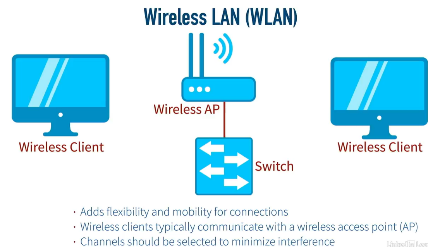 Wireless LAN (WLAN)
Wireless AP
Wireless Client
Switch
Wireless Client
• Adds flexibility and mobility for connections
• Wireless clients typically communicate with a wireless access point (AP)
• Channels should be selected to minimize interference